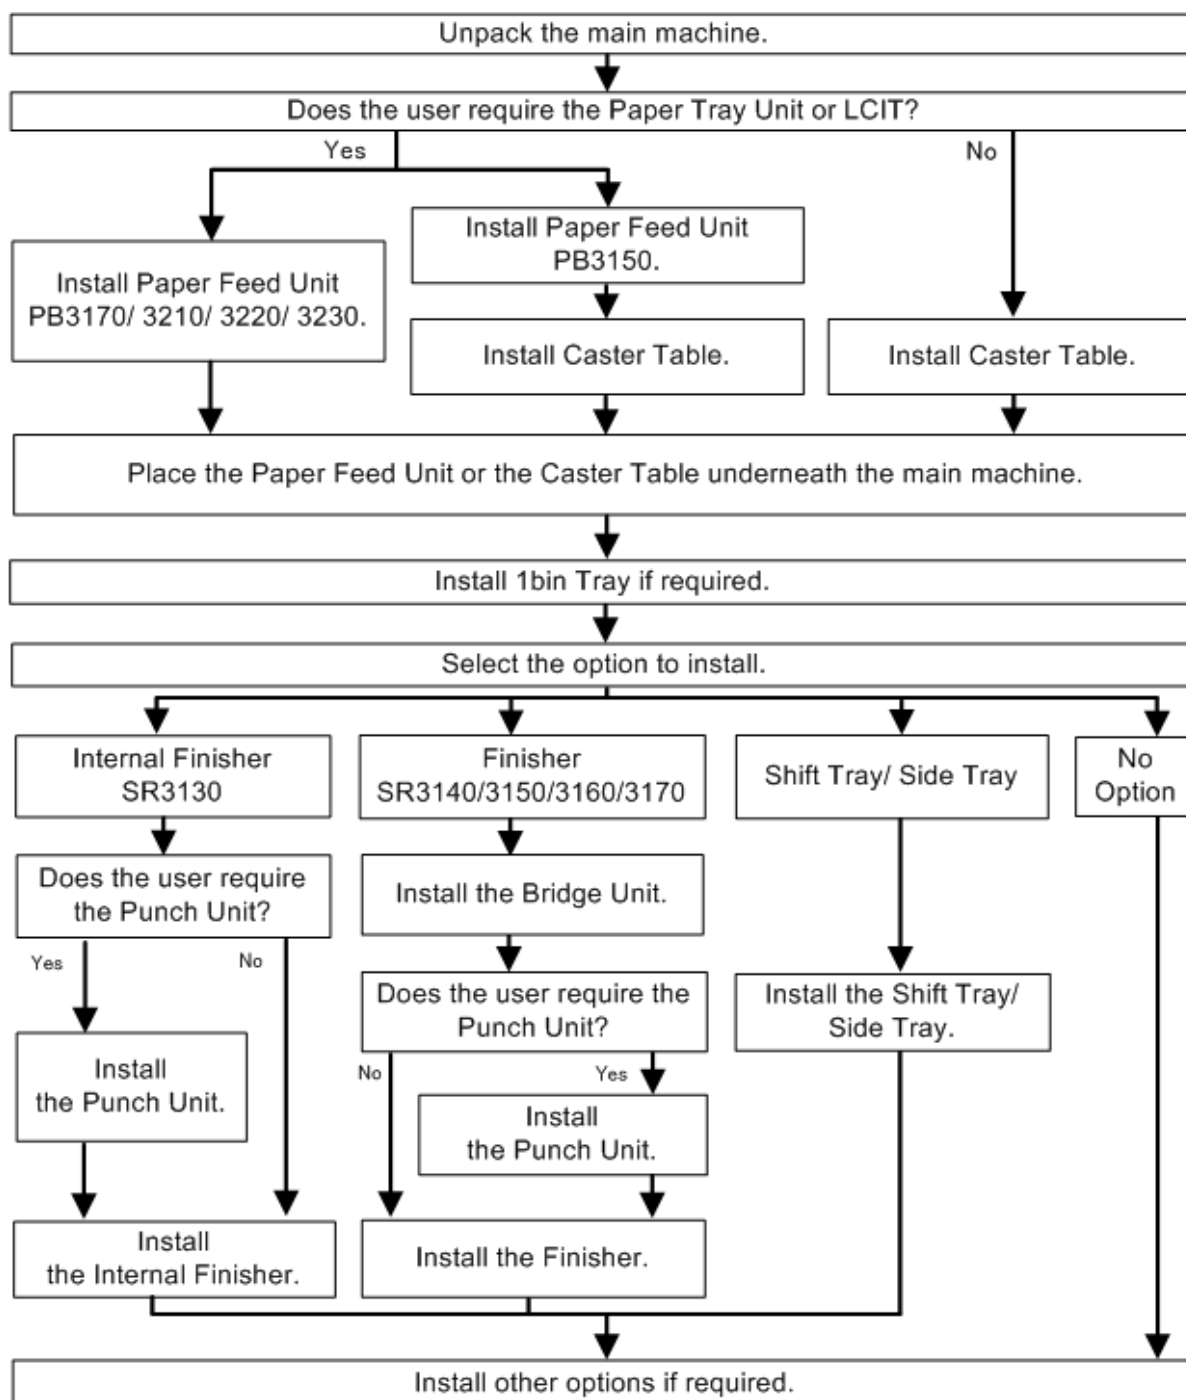 Unpack the main machine.
Does the user require the Paper Tray Unit or LCIT?
Yes
No
Install Paper Feed Unit
PB3150.
Install Paper Feed Unit
PB3170/ 3210/ 3220/ 3230.
Install Caster Table.
Install Caster Table.
Place the Paper Feed Unit or the Caster Table underneath the main machine.
Install 1bin Tray if required.
Select the option to install.
Internal Finisher
SR3130
Finisher
SR3140/3150/3160/3170
Shift Tray/ Side Tray
No
Option
Does the user require
the Punch Unit?
Install the Bridge Unit.
Yes
No
Does the user require the
Punch Unit?
Install the Shift Tray/
Side Tray.
Install
the Punch Unit.
No
Yes
Install
the Punch Unit.
Install
the Internal Finisher.
Install the Finisher.
Install other options if required.